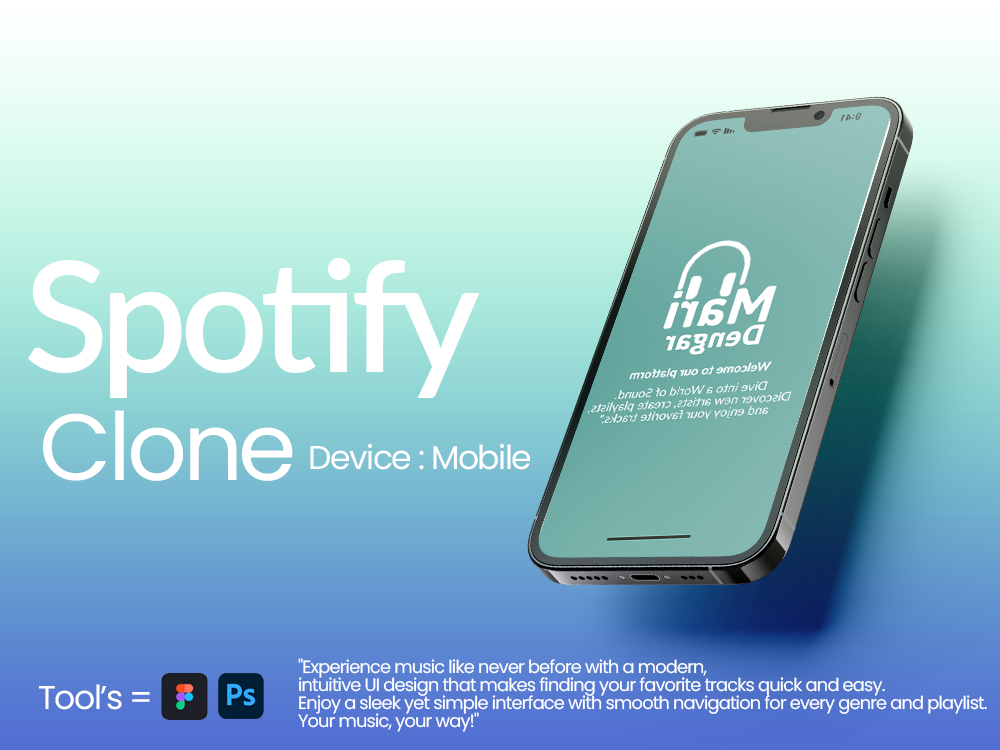 9:41
Mari
Dengar
Welcome to our platform
Dive into a World of Sound.
Discover new artists, create playlists,
and enjoy your favorite tracks."
Spotify
Clone
Device : Mobile
Tool's =
Ps
"Experience music like never before with a modern,
intuitive UI design that makes finding your favorite tracks quick and easy.
Enjoy a sleek yet simple interface with smooth navigation for every genre and playlist.
Your music, your way!"